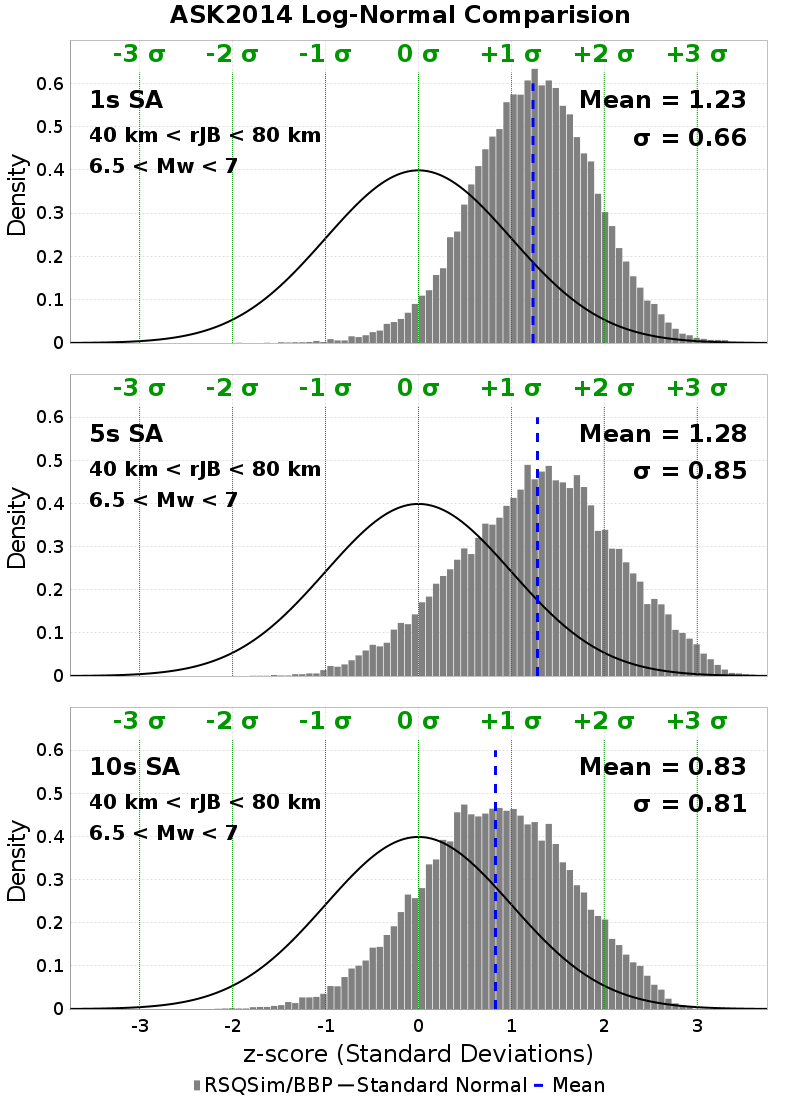 ASK2014 Log-Normal Comparision
-3 σ -2 σ -1 σ 0 σ +1 σ +2 σ +3 σ
1s SA
Mean = 1.23
40 km < rJB < 80 km
σ = 0.66
6.5 < Mw < 7
Density
0.6
0.5
0.4
0.3
0.2
0.1
0
-3 σ -2 σ -1 σ 0 σ +1 σ +2 σ +3 σ
5s SA
Mean = 1.28
40 km < rJB < 80 km
σ = 0.85
6.5 < Mw < 7
Density
0.6
0.5
0.4
0.3
0.2
0.1
0
-3 σ -2 σ -1 σ 0 σ +1 σ +2 σ +3 σ
10s SA
Mean = 0.83
40 km < rJB < 80 km
σ = 0.81
6.5 < Mw < 7
Density
0.6
0.5
0.4
0.3
0.2
0.1
0
-3 -2 -1 0 1 2 3
z-score (Standard Deviations)
RSQSim/BBP Standard Normal Mean